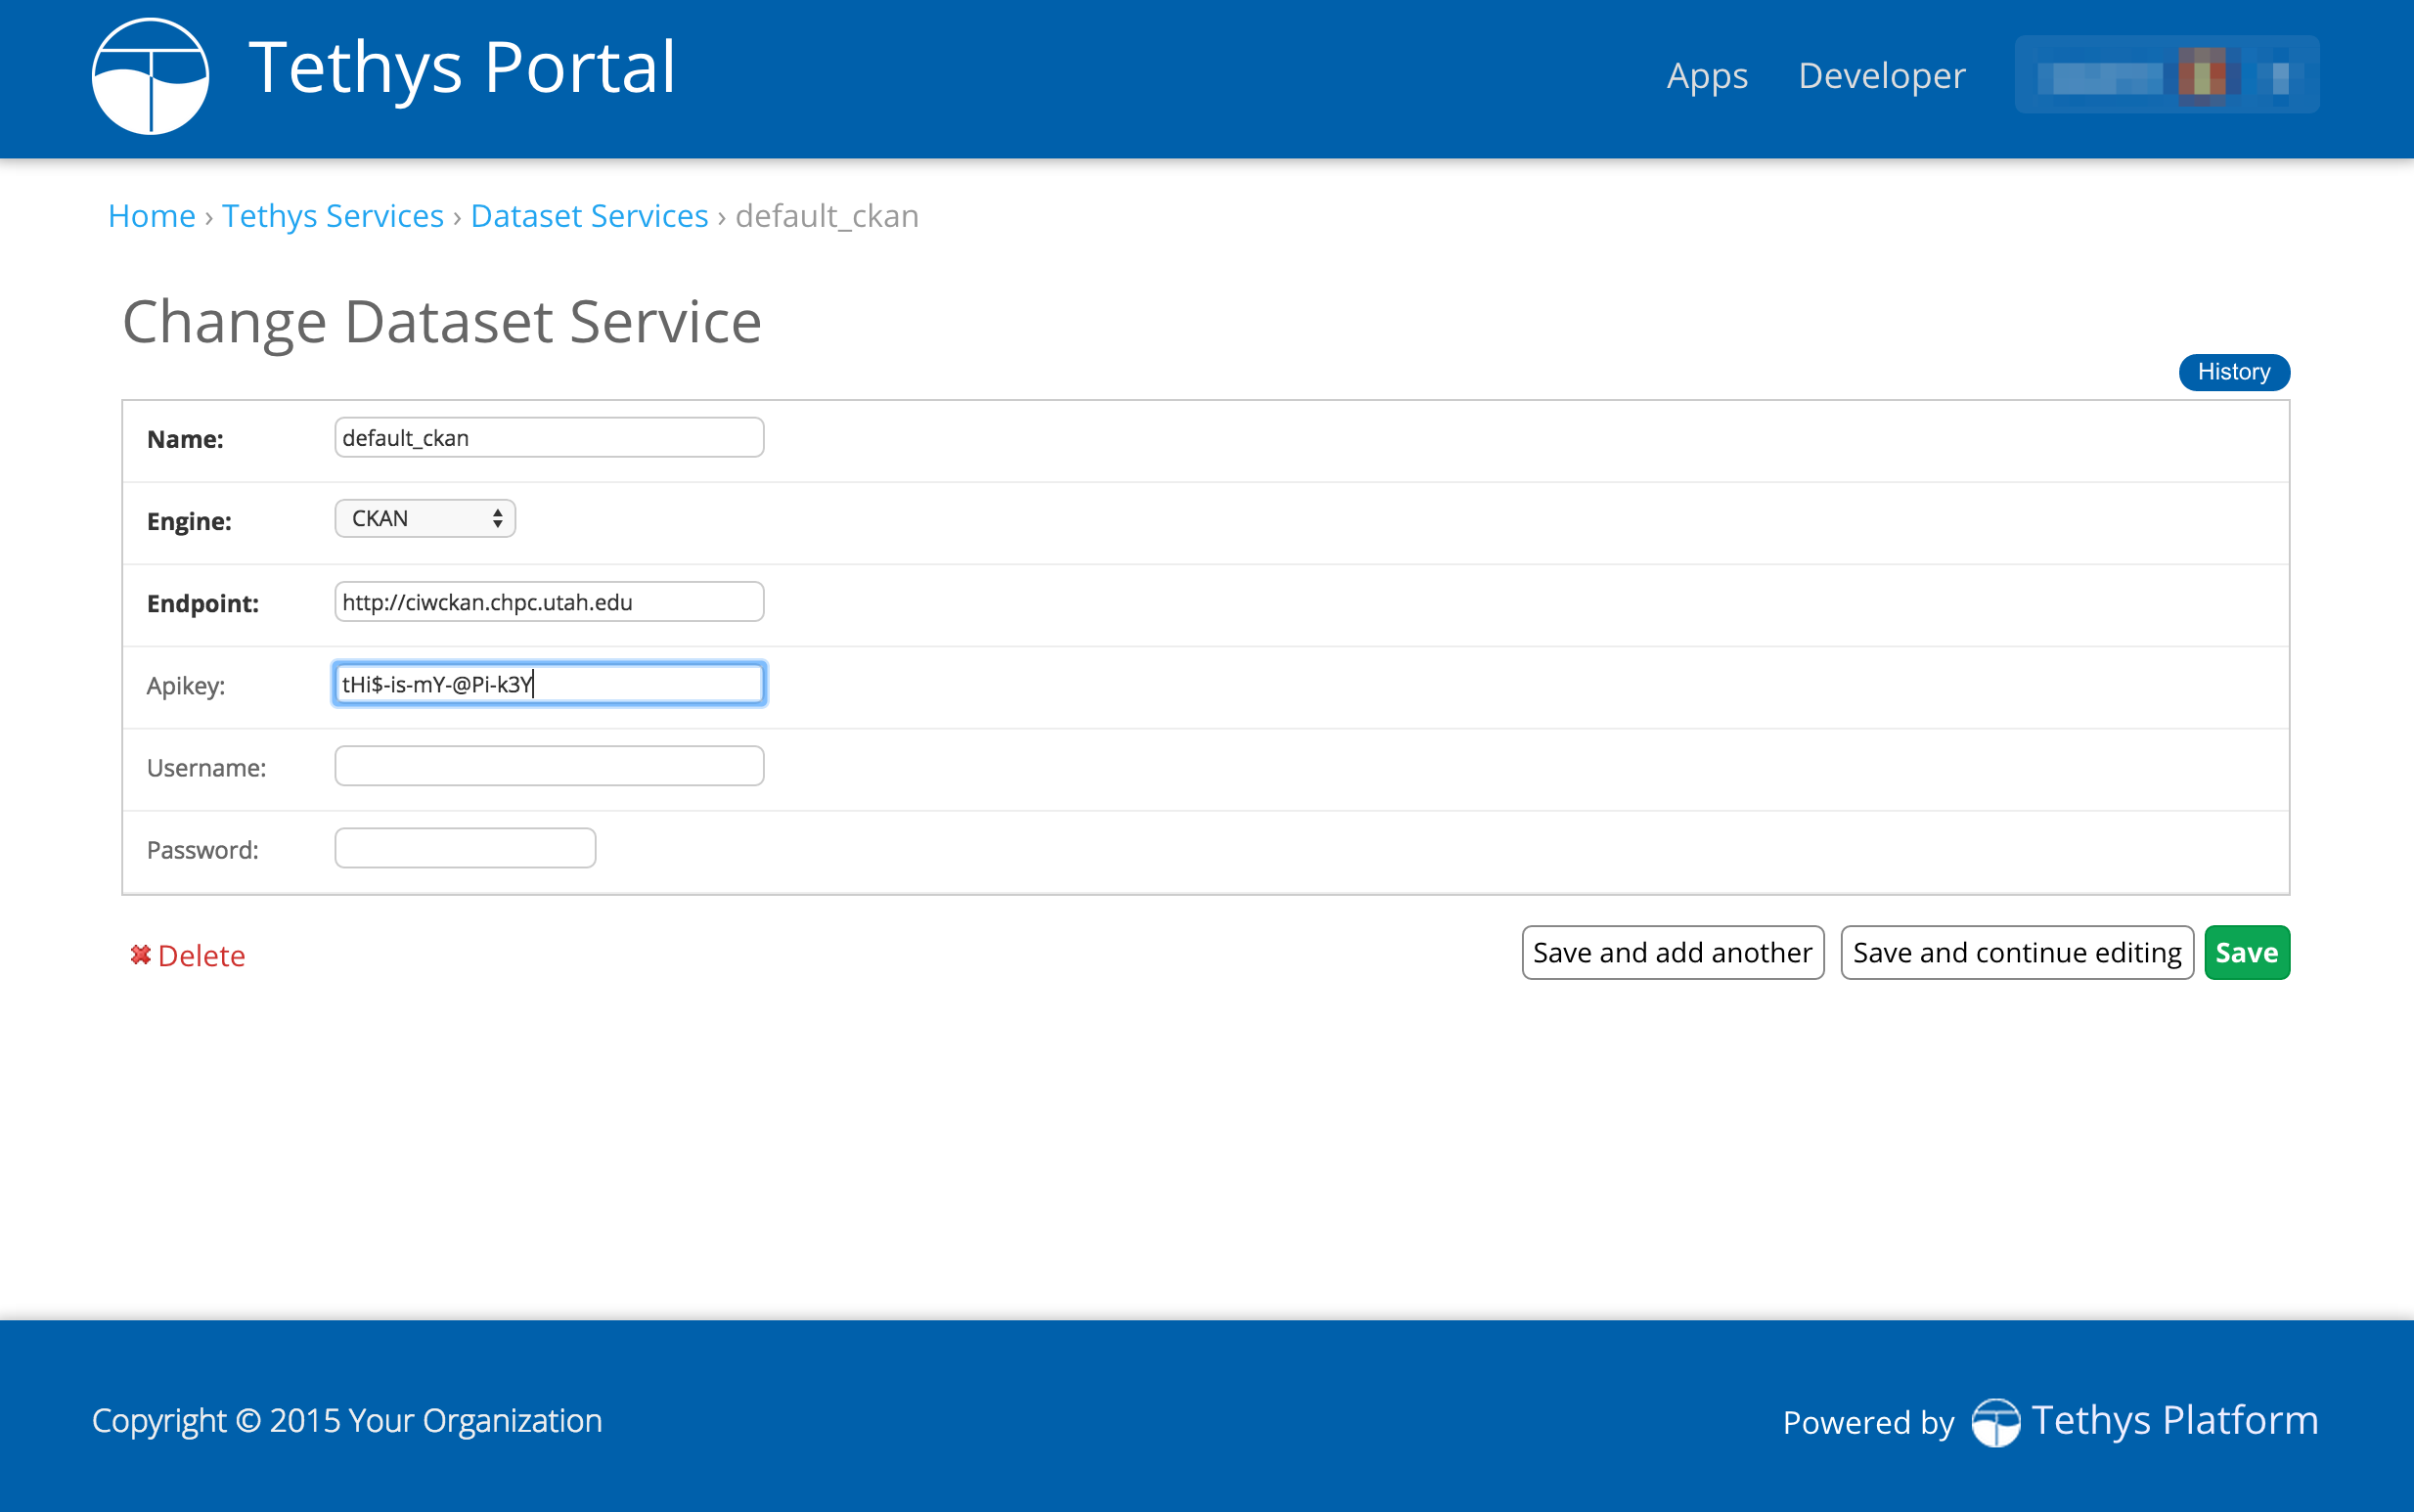 Tethys Portal
Apps Developer
Home › Tethys Services › Dataset Services › default_ckan
Change Dataset Service
History
Name: default_ckan
Engine: CKAN
Endpoint: http://ciwckan.chpc.utah.edu
Apikey: tHi$-is-mY-@Pi-k3Y
Username:
Password:
Delete Save and add another Save and continue editing Save
Copyright © 2015 Your Organization Powered by Tethys Platform